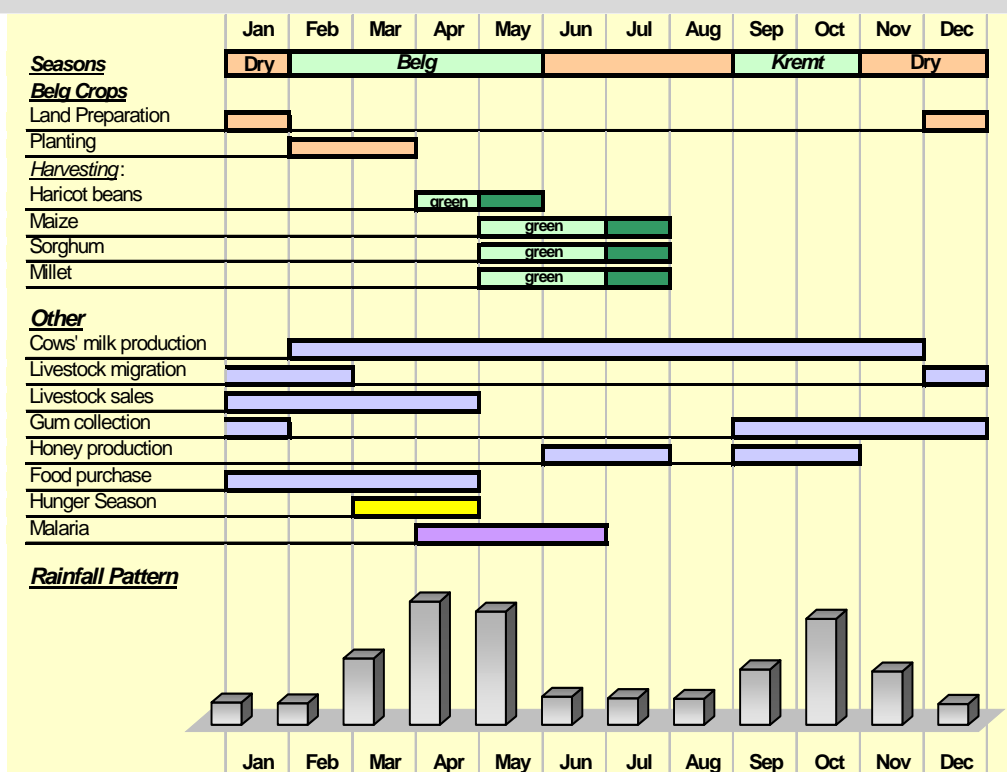 Jan Feb Mar Apr May Jun Jul Aug Sep Oct Nov Dec
Seasons Dry Belg Kremt Dry
Belg Crops
Land Preparation
Planting
Harvesting:
Haricot beans green
Maize green
Sorghum green
Millet green
Other
Cows' milk production
Livestock migration
Livestock sales
Gum collection
Honey production
Food purchase
Hunger Season
Malaria
Rainfall Pattern
Jan Feb Mar Apr May Jun Jul Aug Sep Oct Nov Dec